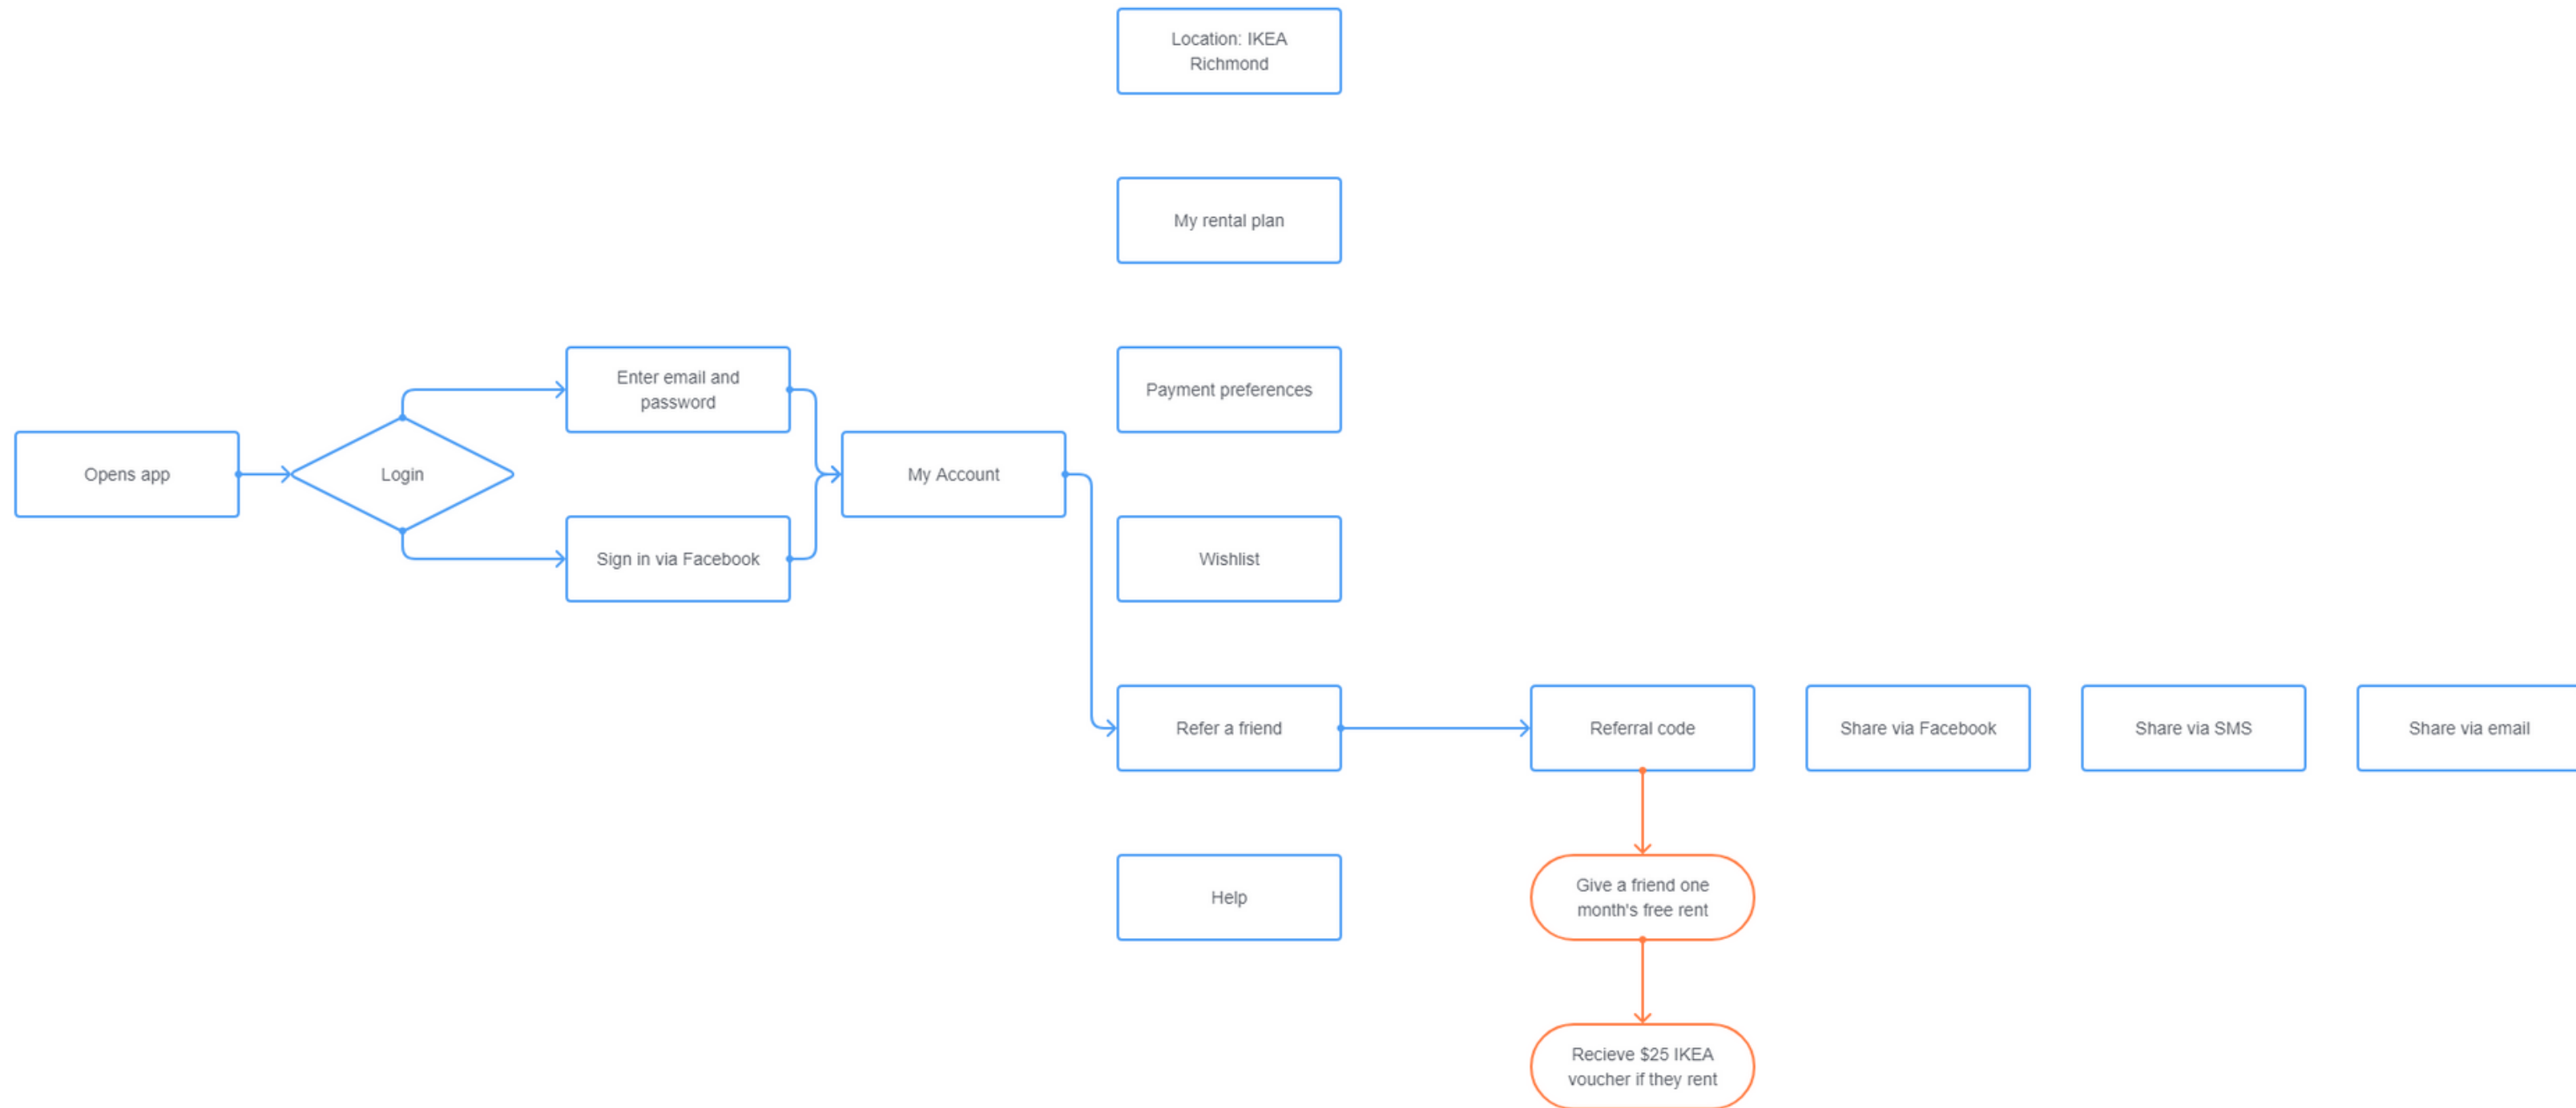 Location: IKEA
Richmond
My rental plan
Enter email and
password
Payment preferences
Opens app
Login
My Account
Sign in via Facebook
Wishlist
Refer a friend
Referral code
Share via Facebook
Share via SMS
Share via email
Give a friend one
month's free rent
Help
Recieve $25 IKEA
voucher if they rent